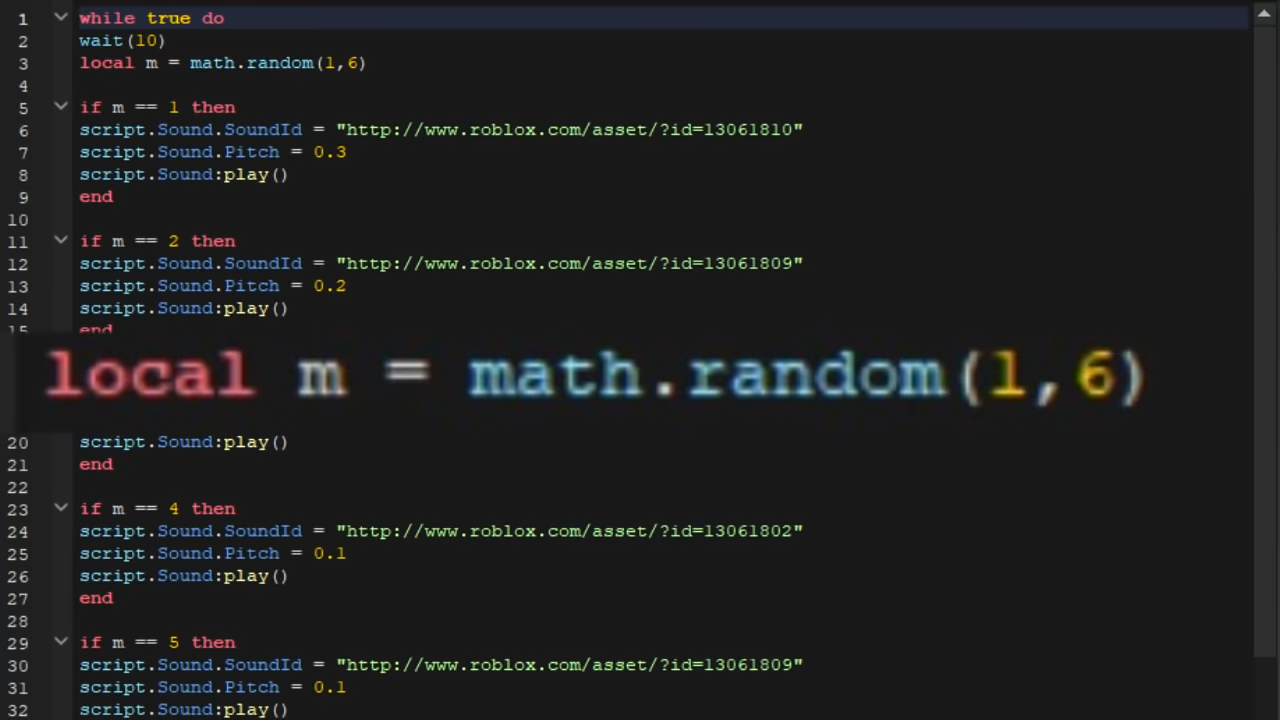 1 while true do
2 wait(10)
3 local m = math.random(1,6)
4
5 if m == 1 then
6 script.Sound.SoundId = "http://www.roblox.com/asset/?id=13061810"
7 script.Sound.Pitch = 0.3
8 script.Sound:play()
9 end
10
11 if m == 2 then
12 script.Sound.SoundId = "http://www.roblox.com/asset/?id=13061809"
13 script.Sound.Pitch = 0.2
14 script.Sound:play()
15 end
local m = math.random(1,6)
20 script.Sound:play()
21 end
22
23 if m == 4 then
24 script.Sound.SoundId = "http://www.roblox.com/asset/?id=13061802"
25 script.Sound.Pitch = 0.1
26 script.Sound:play()
27 end
28
29 if m == 5 then
30 script.Sound.SoundId = "http://www.roblox.com/asset/?id=13061809"
31 script.Sound.Pitch = 0.1
32 script.Sound:play()